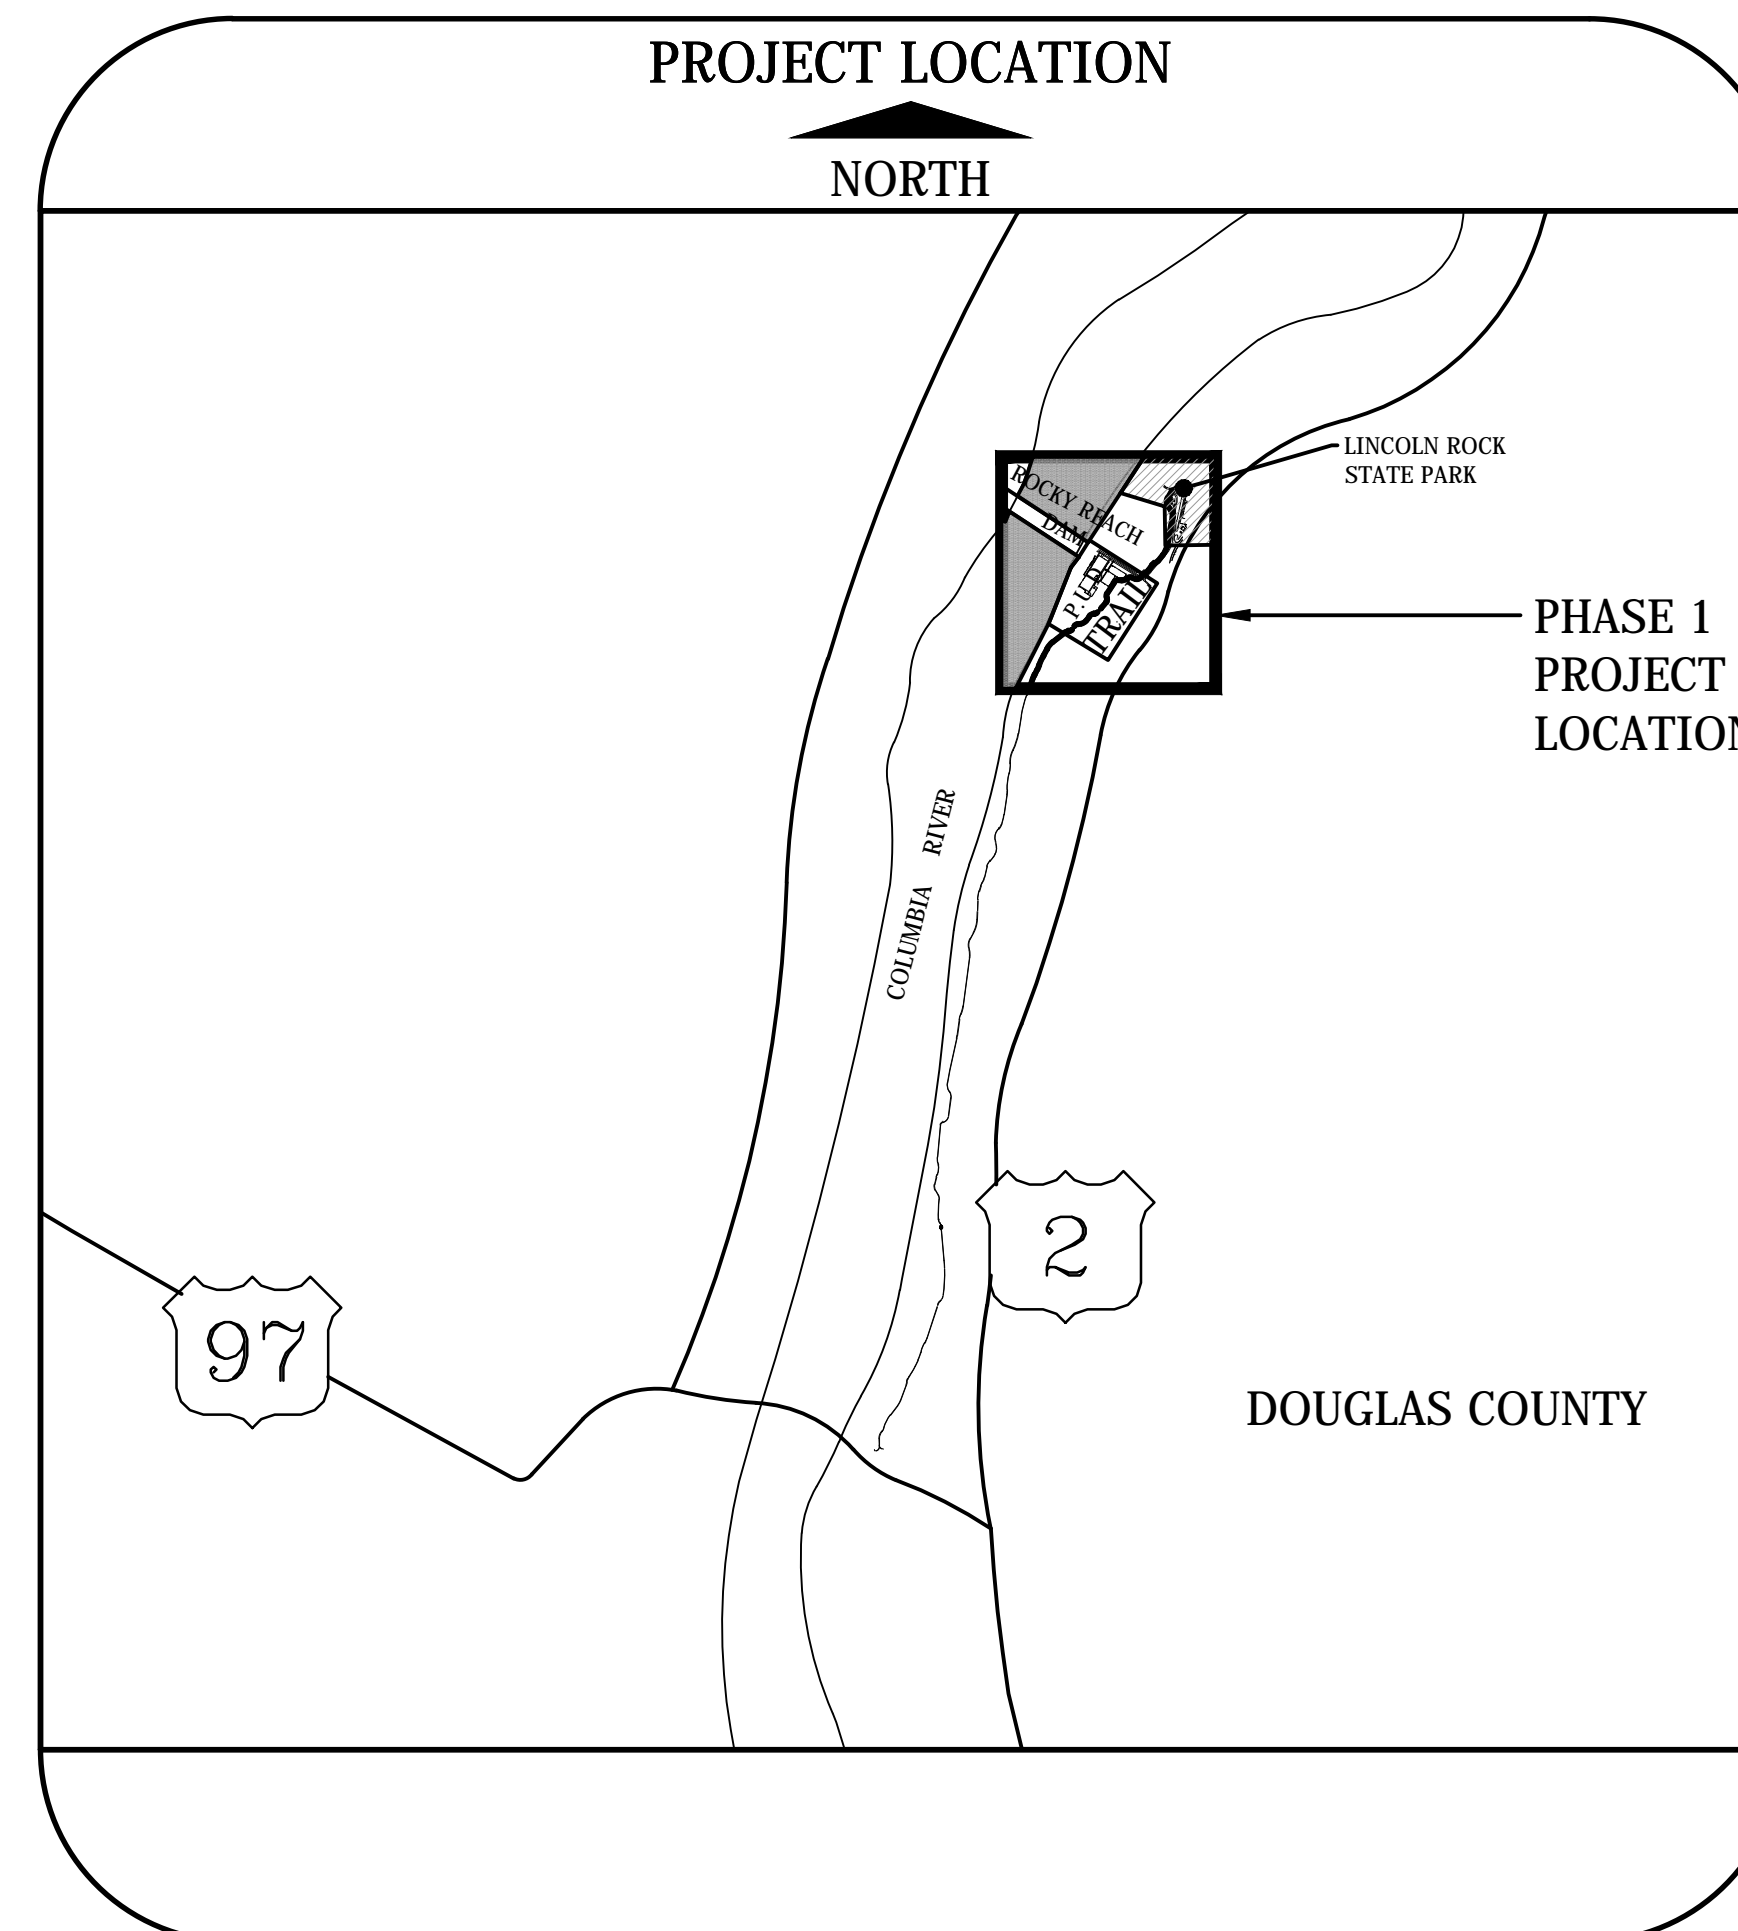 PROJECT LOCATION
NORTH
LINCOLN ROCK
STATE PARK
ROCKY REACH
DAM
P.U.D.
TRAIL
PHASE 1
PROJECT
LOCATION
COLUMBIA RIVER
2
97
DOUGLAS COUNTY